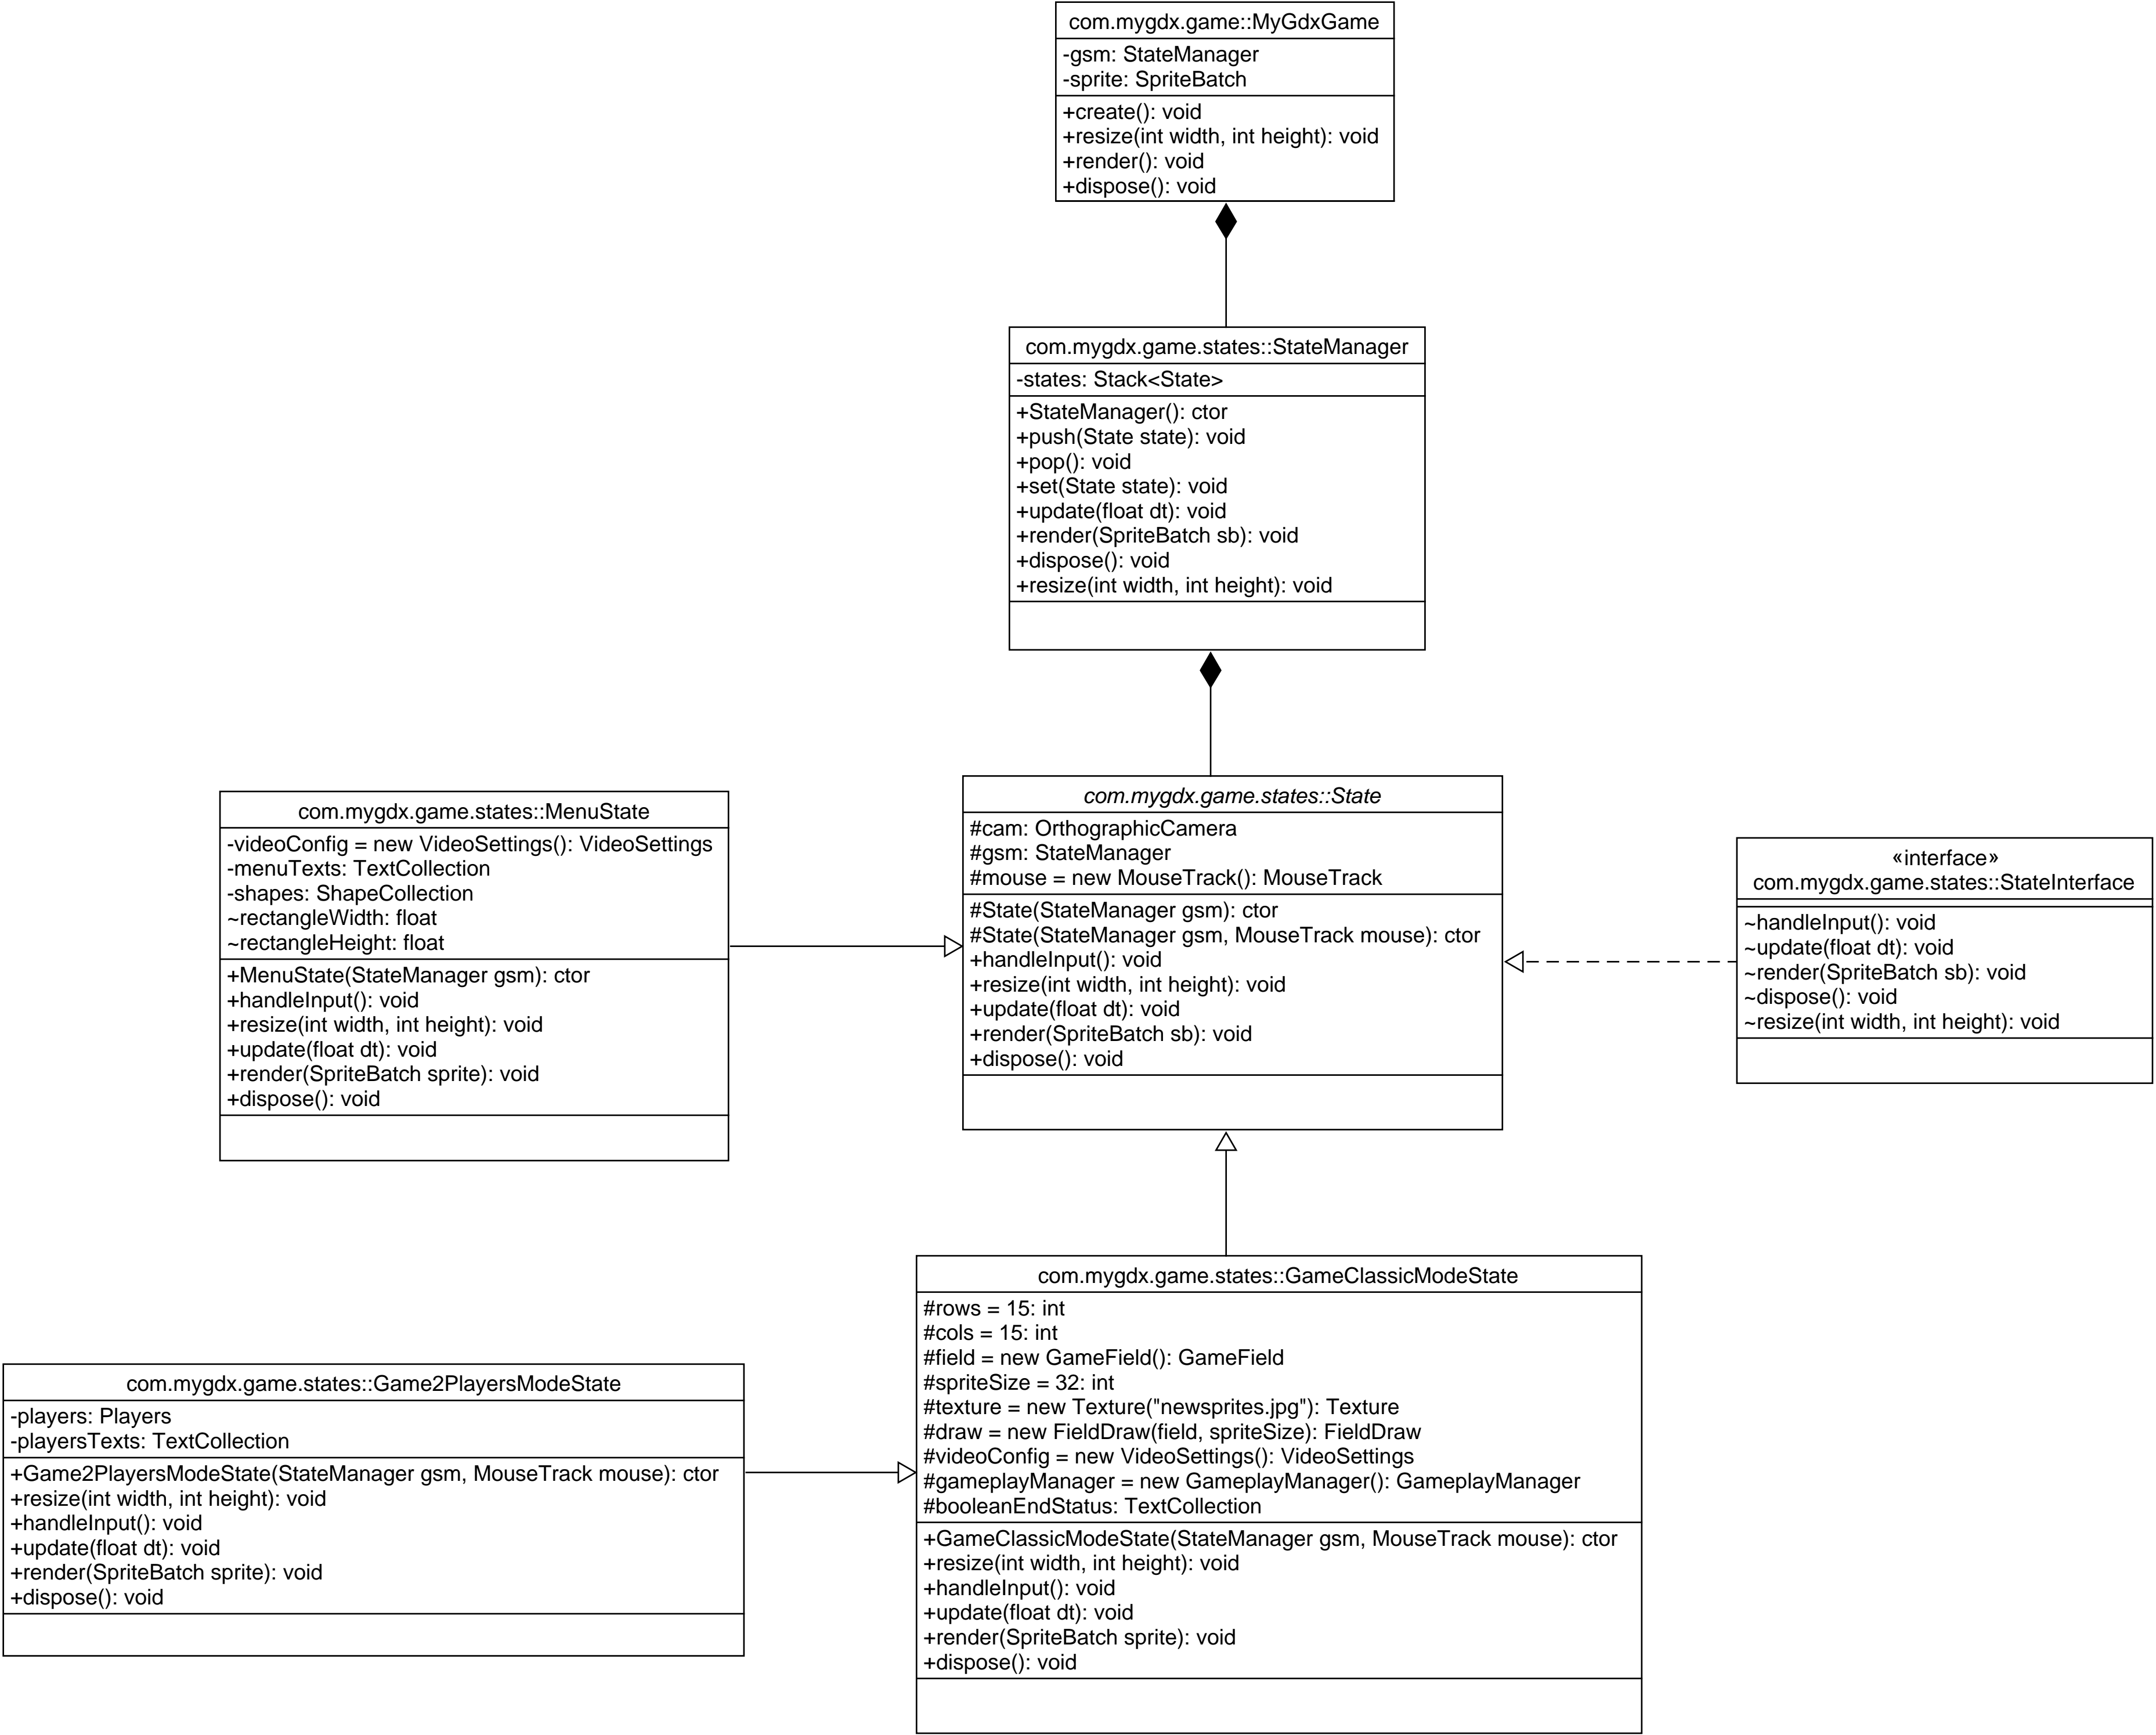 com.mygdx.game::MyGdxGame
-gsm: StateManager
-sprite: SpriteBatch
+create(): void
+resize(int width, int height): void
+render(): void
+dispose(): void
com.mygdx.game.states::StateManager
-states: Stack<State>
+StateManager(): ctor
+push(State state): void
+pop(): void
+set(State state): void
+update(float dt): void
+render(SpriteBatch sb): void
+dispose(): void
+resize(int width, int height): void
com.mygdx.game.states::MenuState
-videoConfig = new VideoSettings(): VideoSettings
-menuTexts: TextCollection
-shapes: ShapeCollection
~rectangleWidth: float
~rectangleHeight: float
+MenuState(StateManager gsm): ctor
+handleInput(): void
+resize(int width, int height): void
+update(float dt): void
+render(SpriteBatch sprite): void
+dispose(): void
com.mygdx.game.states::State
#cam: OrthographicCamera
#gsm: StateManager
#mouse = new MouseTrack(): MouseTrack
#State(StateManager gsm): ctor
#State(StateManager gsm, MouseTrack mouse): ctor
+handleInput(): void
+resize(int width, int height): void
+update(float dt): void
+render(SpriteBatch sb): void
+dispose(): void
«interface»
com.mygdx.game.states::StateInterface
~handleInput(): void
~update(float dt): void
~render(SpriteBatch sb): void
~dispose(): void
~resize(int width, int height): void
com.mygdx.game.states::Game2PlayersModeState
-players: Players
-playersTexts: TextCollection
+Game2PlayersModeState(StateManager gsm, MouseTrack mouse): ctor
+resize(int width, int height): void
+handleInput(): void
+update(float dt): void
+render(SpriteBatch sprite): void
+dispose(): void
com.mygdx.game.states::GameClassicModeState
#rows = 15: int
#cols = 15: int
#field = new GameField(): GameField
#spriteSize = 32: int
#texture = new Texture("newsprites.jpg"): Texture
#draw = new FieldDraw(field, spriteSize): FieldDraw
#videoConfig = new VideoSettings(): VideoSettings
#gameplayManager = new GameplayManager(): GameplayManager
#booleanEndStatus: TextCollection
+GameClassicModeState(StateManager gsm, MouseTrack mouse): ctor
+resize(int width, int height): void
+handleInput(): void
+update(float dt): void
+render(SpriteBatch sprite): void
+dispose(): void